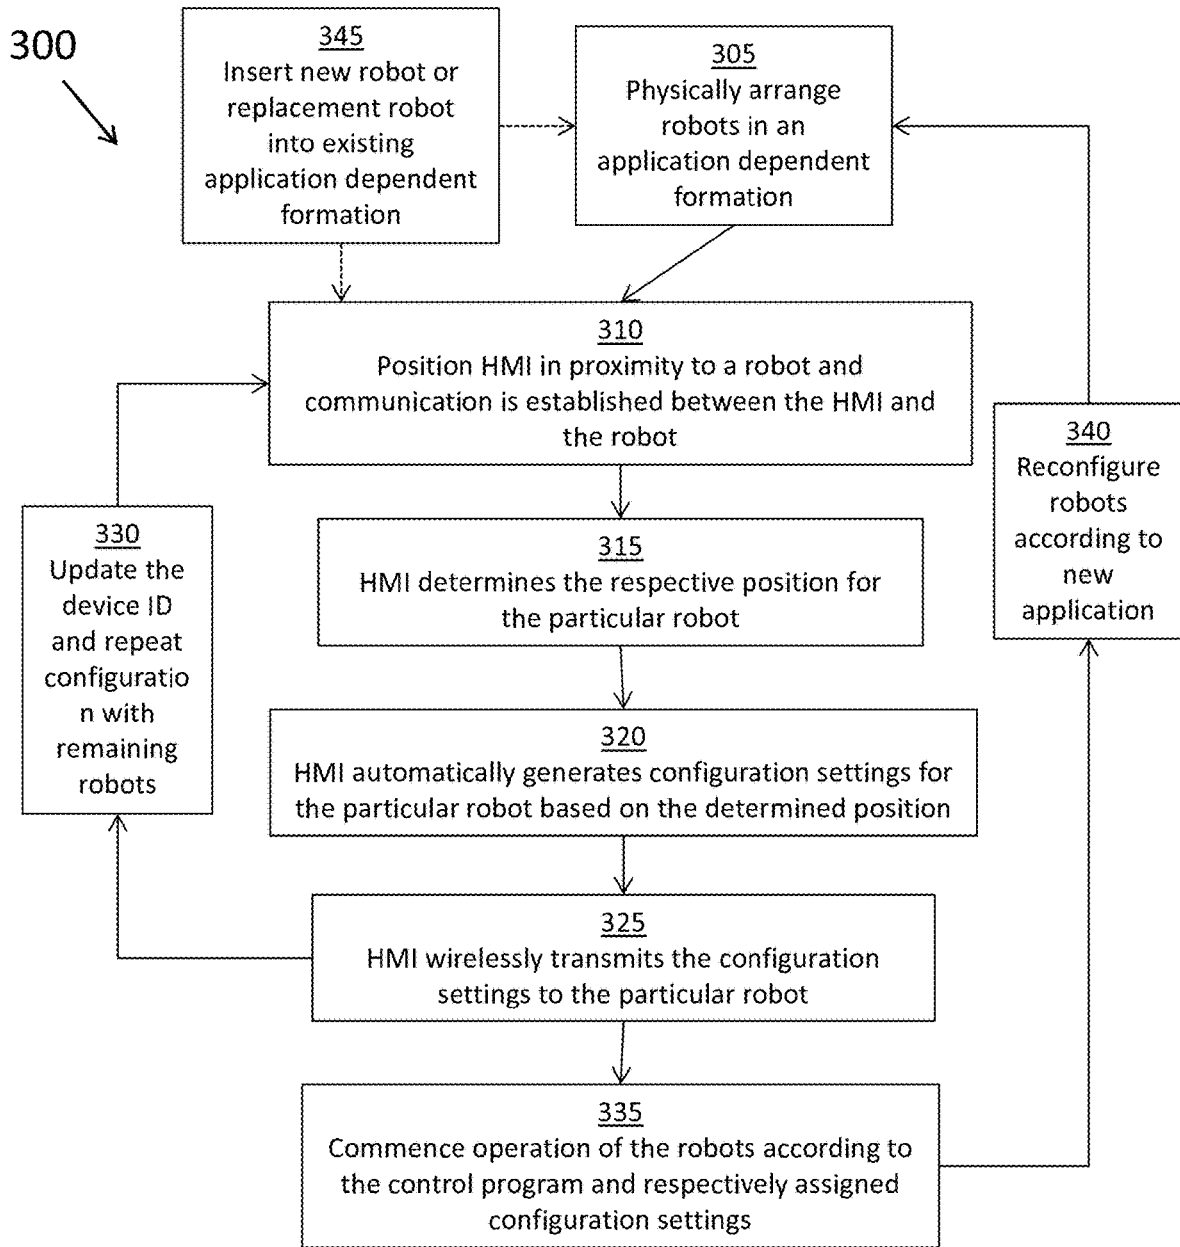 300
345
Insert new robot or
replacement robot
into existing
application dependent
formation
305
Physically arrange
robots in an
application dependent
formation
310
Position HMI in proximity to a robot and
communication is established between the HMI and
the robot
340
Reconfigure
robots
according to
new
application
330
Update the
device ID
and repeat
configuratio
n with
remaining
robots
315
HMI determines the respective position for
the particular robot
320
HMI automatically generates configuration settings for
the particular robot based on the determined position
325
HMI wirelessly transmits the configuration
settings to the particular robot
335
Commence operation of the robots according to
the control program and respectively assigned
configuration settings